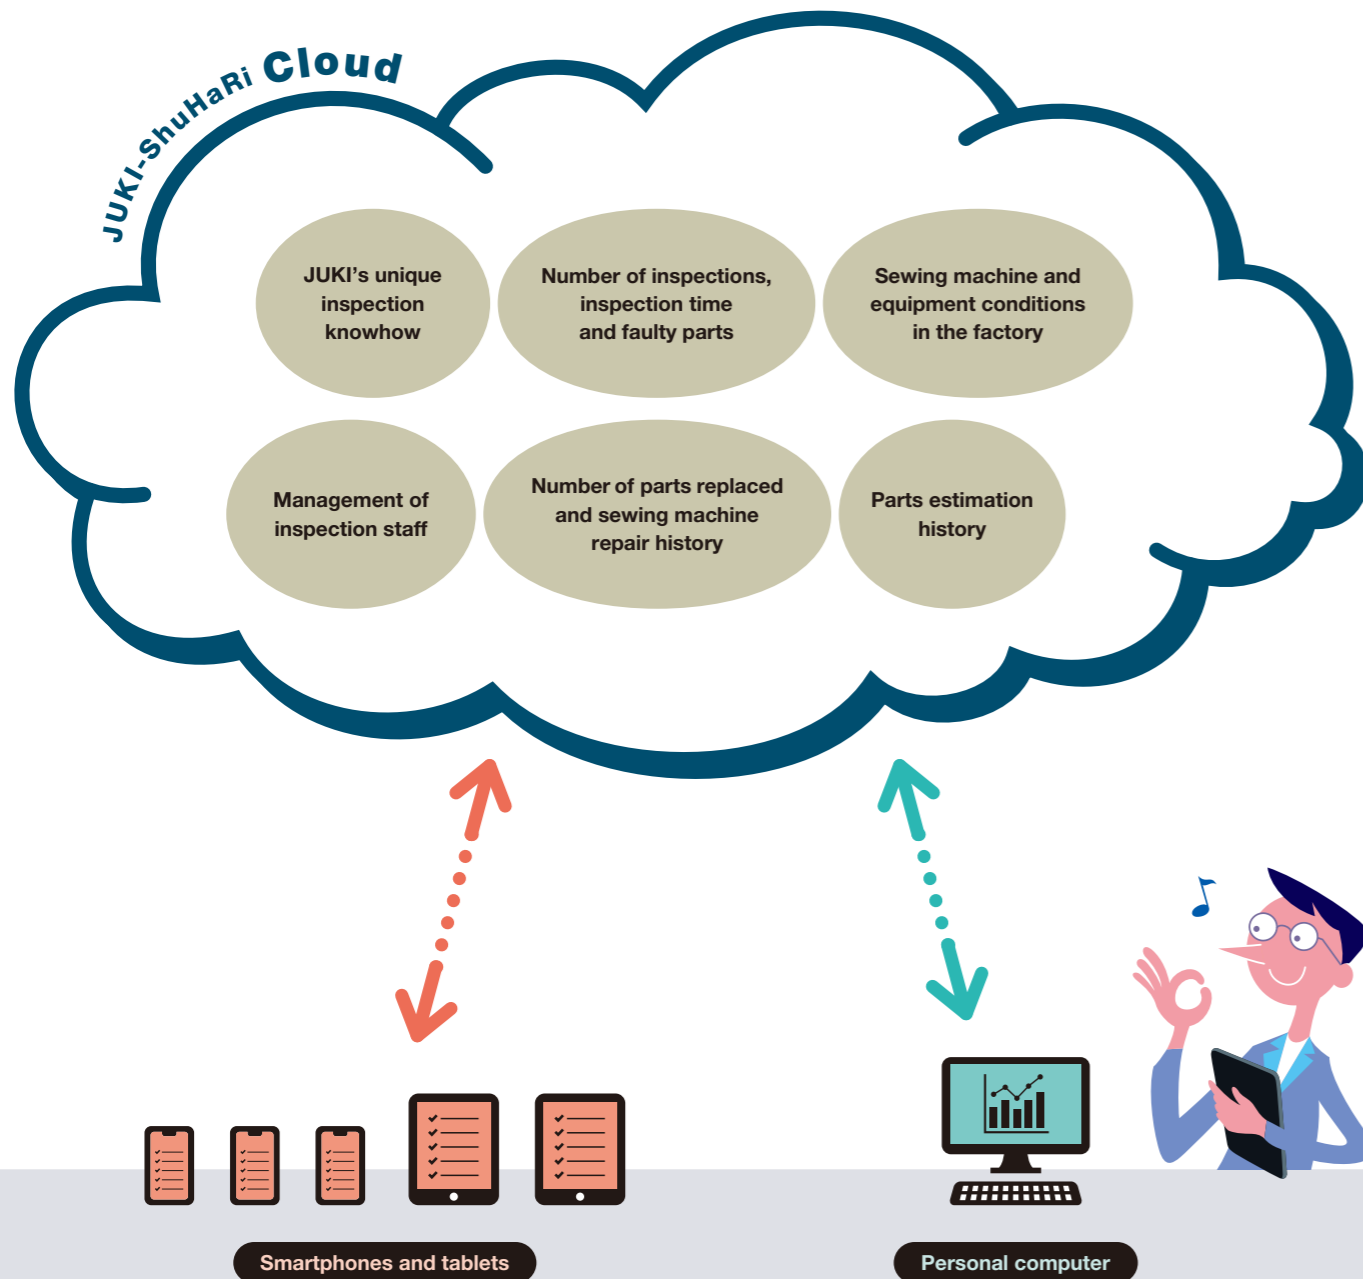 JUKI-ShuHaRi Cloud
JUKI’s unique
inspection
knowhow
Number of inspections,
inspection time
and faulty parts
Sewing machine and
equipment conditions
in the factory
Management of
inspection staff
Number of parts replaced
and sewing machine
repair history
Parts estimation
history
Smartphones and tablets
Personal computer